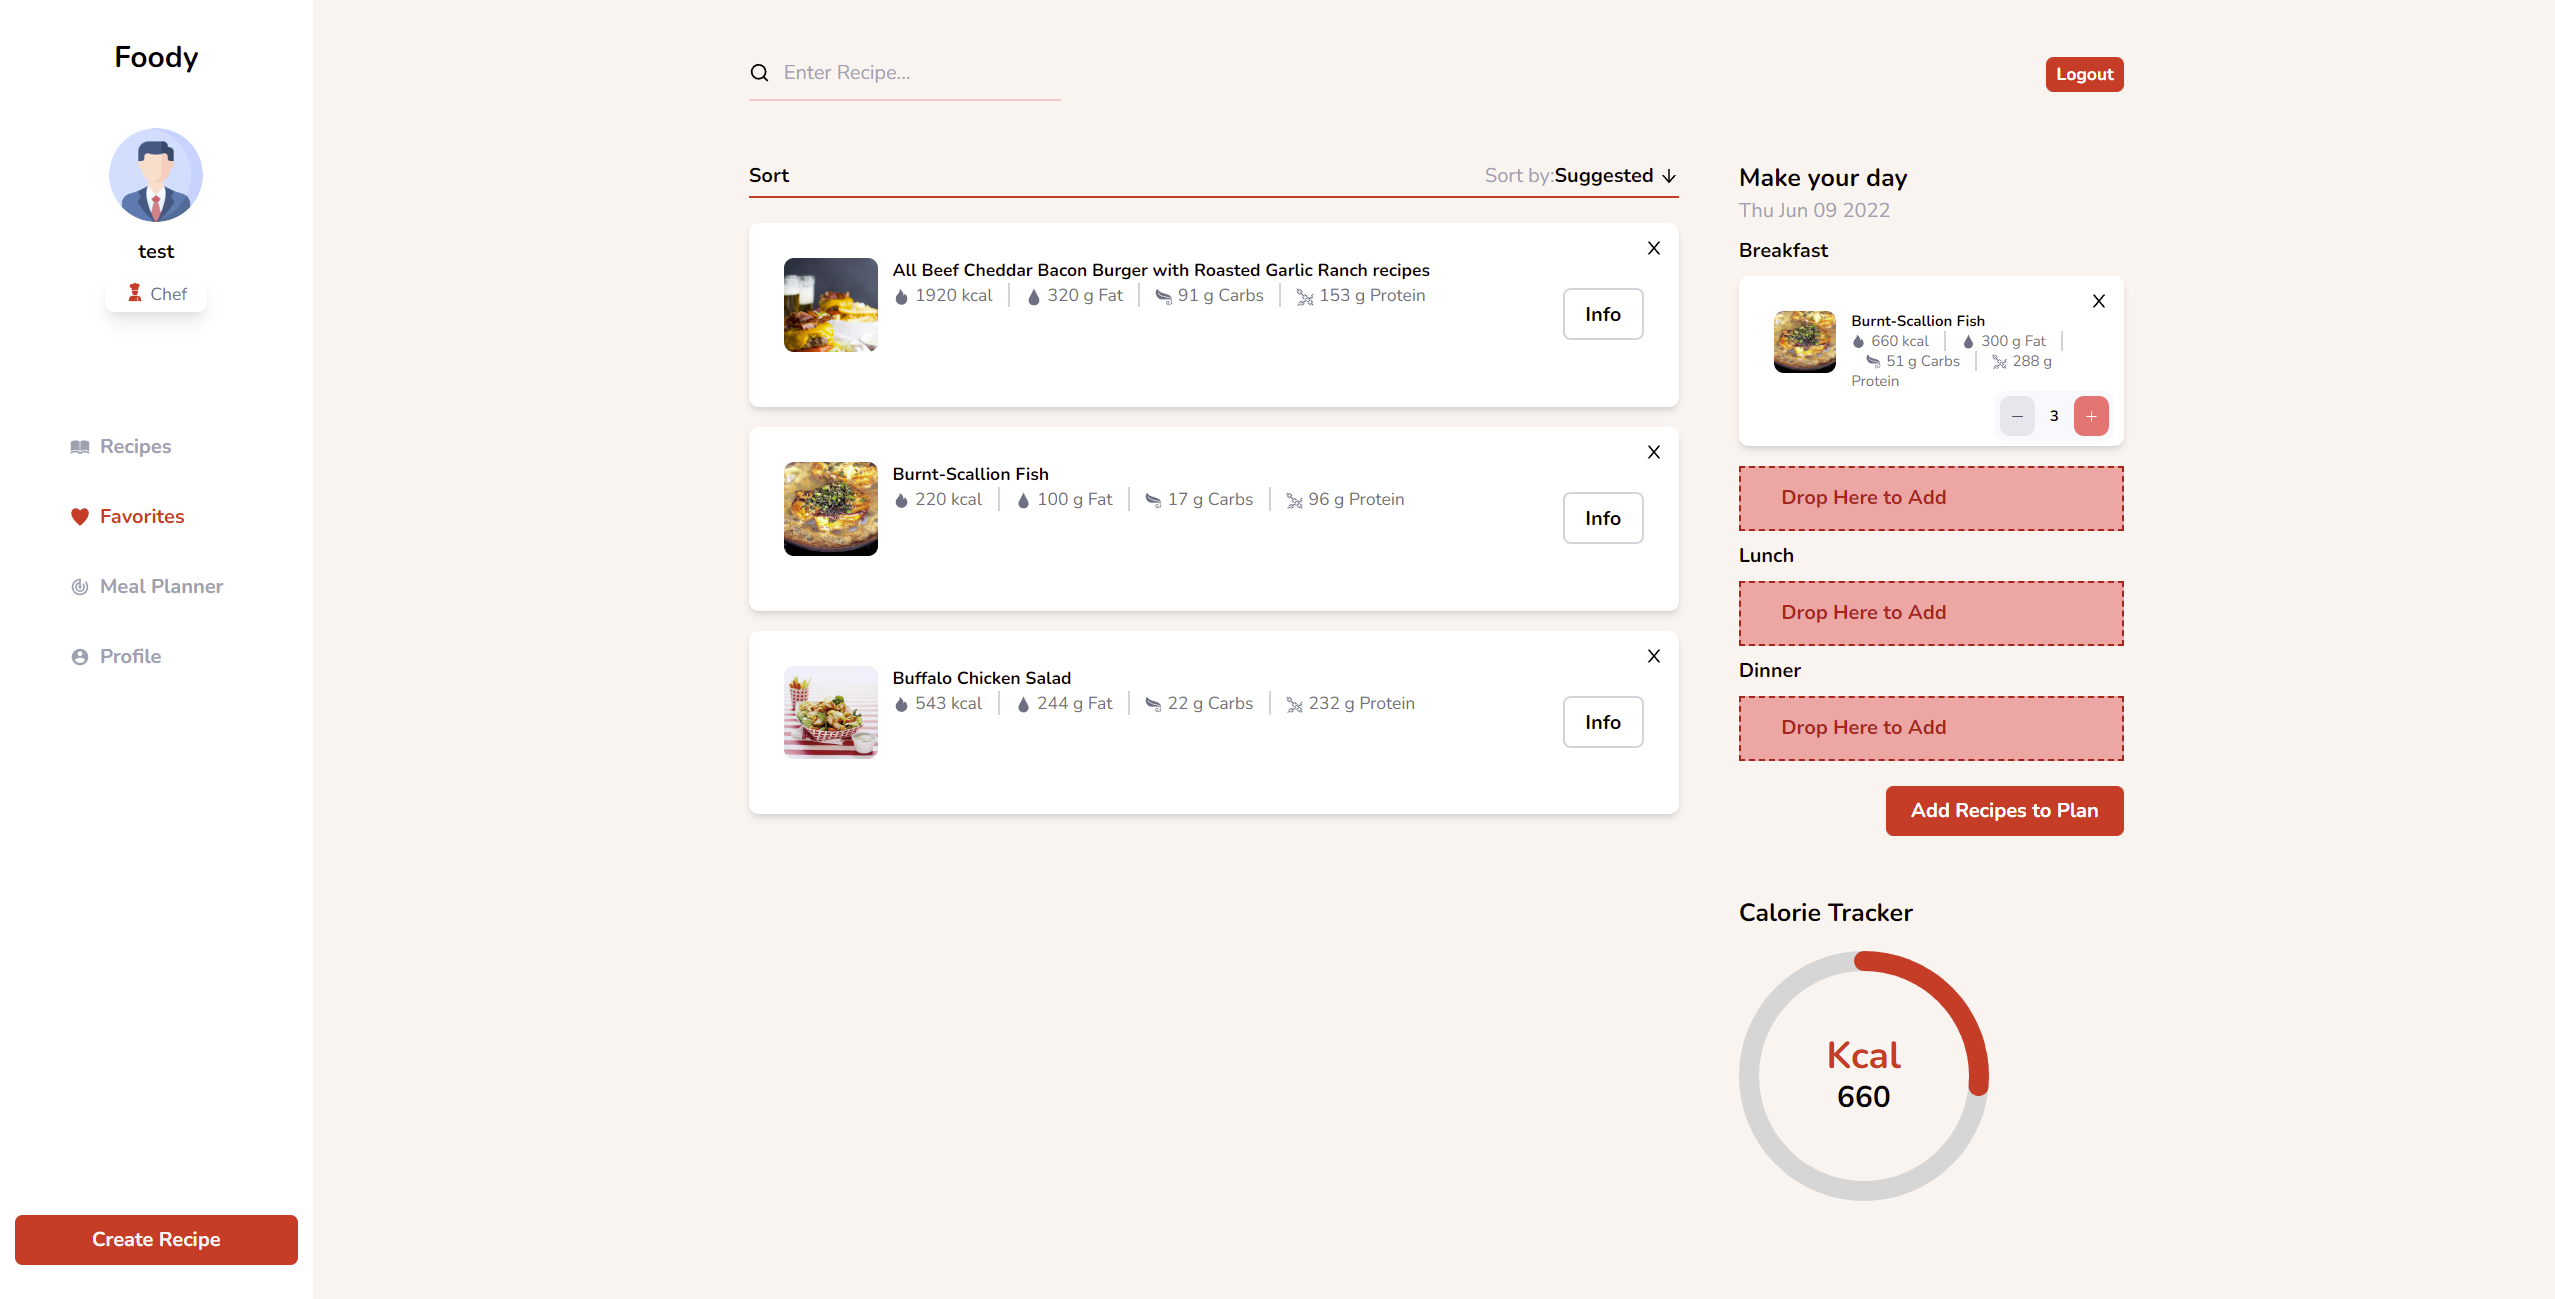 Foody
test
Chef
Recipes
Favorites
Meal Planner
Profile
Create Recipe
Enter Recipe...
Logout
Sort
Sort by:Suggested
All Beef Cheddar Bacon Burger with Roasted Garlic Ranch recipes
1920 kcal 320 g Fat 91 g Carbs 153 g Protein
X
Info
Burnt-Scallion Fish
220 kcal 100 g Fat 17 g Carbs 96 g Protein
X
Info
Buffalo Chicken Salad
543 kcal 244 g Fat 22 g Carbs 232 g Protein
X
Info
Make your day
Thu Jun 09 2022
Breakfast
X
Burnt-Scallion Fish
660 kcal 300 g Fat
51 g Carbs 288 g
Protein
− 3 +
Drop Here to Add
Lunch
Drop Here to Add
Dinner
Drop Here to Add
Add Recipes to Plan
Calorie Tracker
Kcal
660